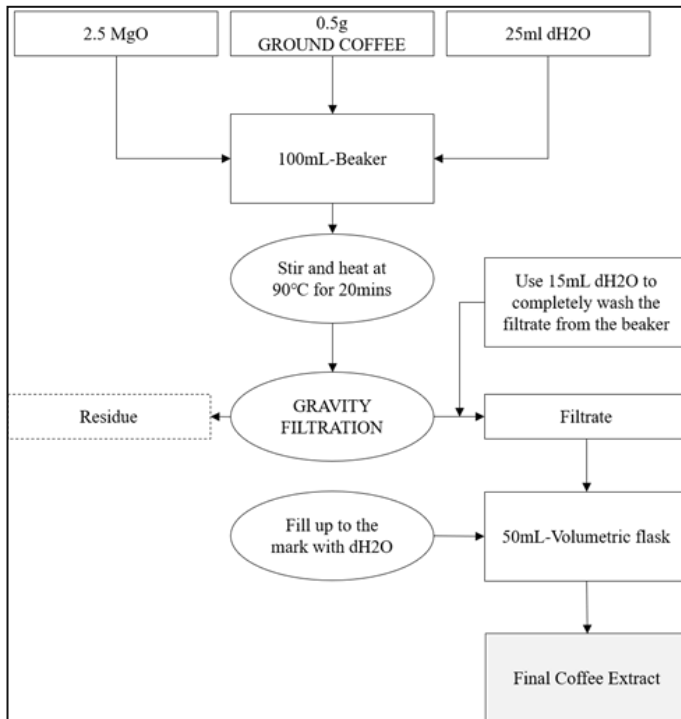 2.5 MgO
0.5g
GROUND COFFEE
25ml dH2O
100mL-Beaker
Stir and heat at
90℃ for 20mins
Use 15mL dH2O to
completely wash the
filtrate from the beaker
Residue
GRAVITY
FILTRATION
Filtrate
Fill up to the
mark with dH2O
50mL-Volumetric flask
Final Coffee Extract